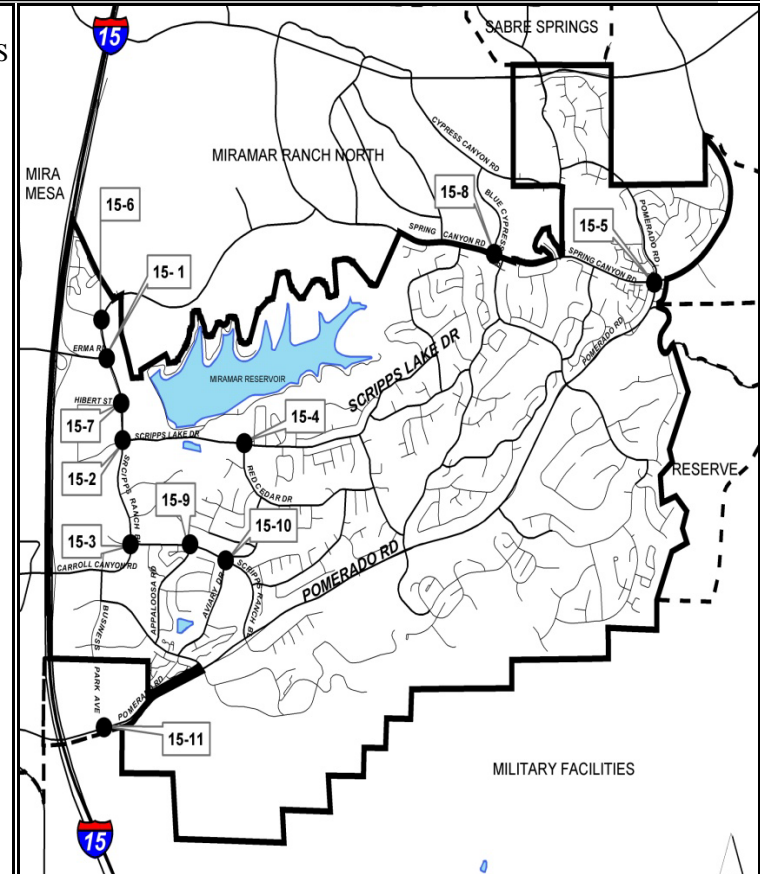 S
15
SABRE SPRINGS
CYPRESS CANYON RD
MIRAMAR RANCH NORTH
MIRA
MESA
15-6
15-8
BLUE CYPRESS
POMERADO RD
15-5
SPRING CANYON RD
SPRING CANYON RD
15- 1
ERMA RD
POMERADO RD
MIRAMAR RESERVOIR
SCRIPPS LAKE DR
HIBERT ST
15-7
15-4
SCRIPPS LAKE DR
15-2
RED CEDAR DR
RESERVE
SRCIPPS RANCH
15-9
15-10
15-3
CARROLL CANYON RD
SCRIPPS RANCH BL
POMERADO RD
APPALOOSA RD
AVIARY DR
BUSINESS
PARK AVE
POMERADO RD
15-11
MILITARY FACILITIES
15